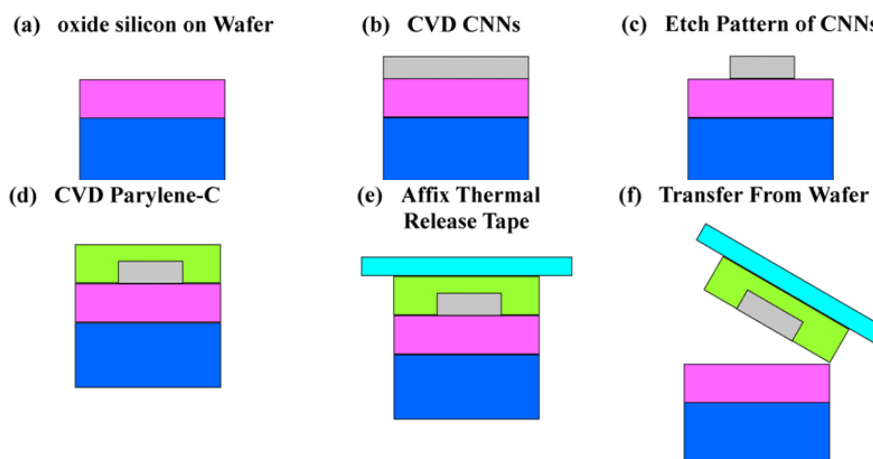 (a) oxide silicon on Wafer
(b) CVD CNNs
(c) Etch Pattern of CNNs
(d) CVD Parylene-C
(e) Affix Thermal
Release Tape
(f) Transfer From Wafer